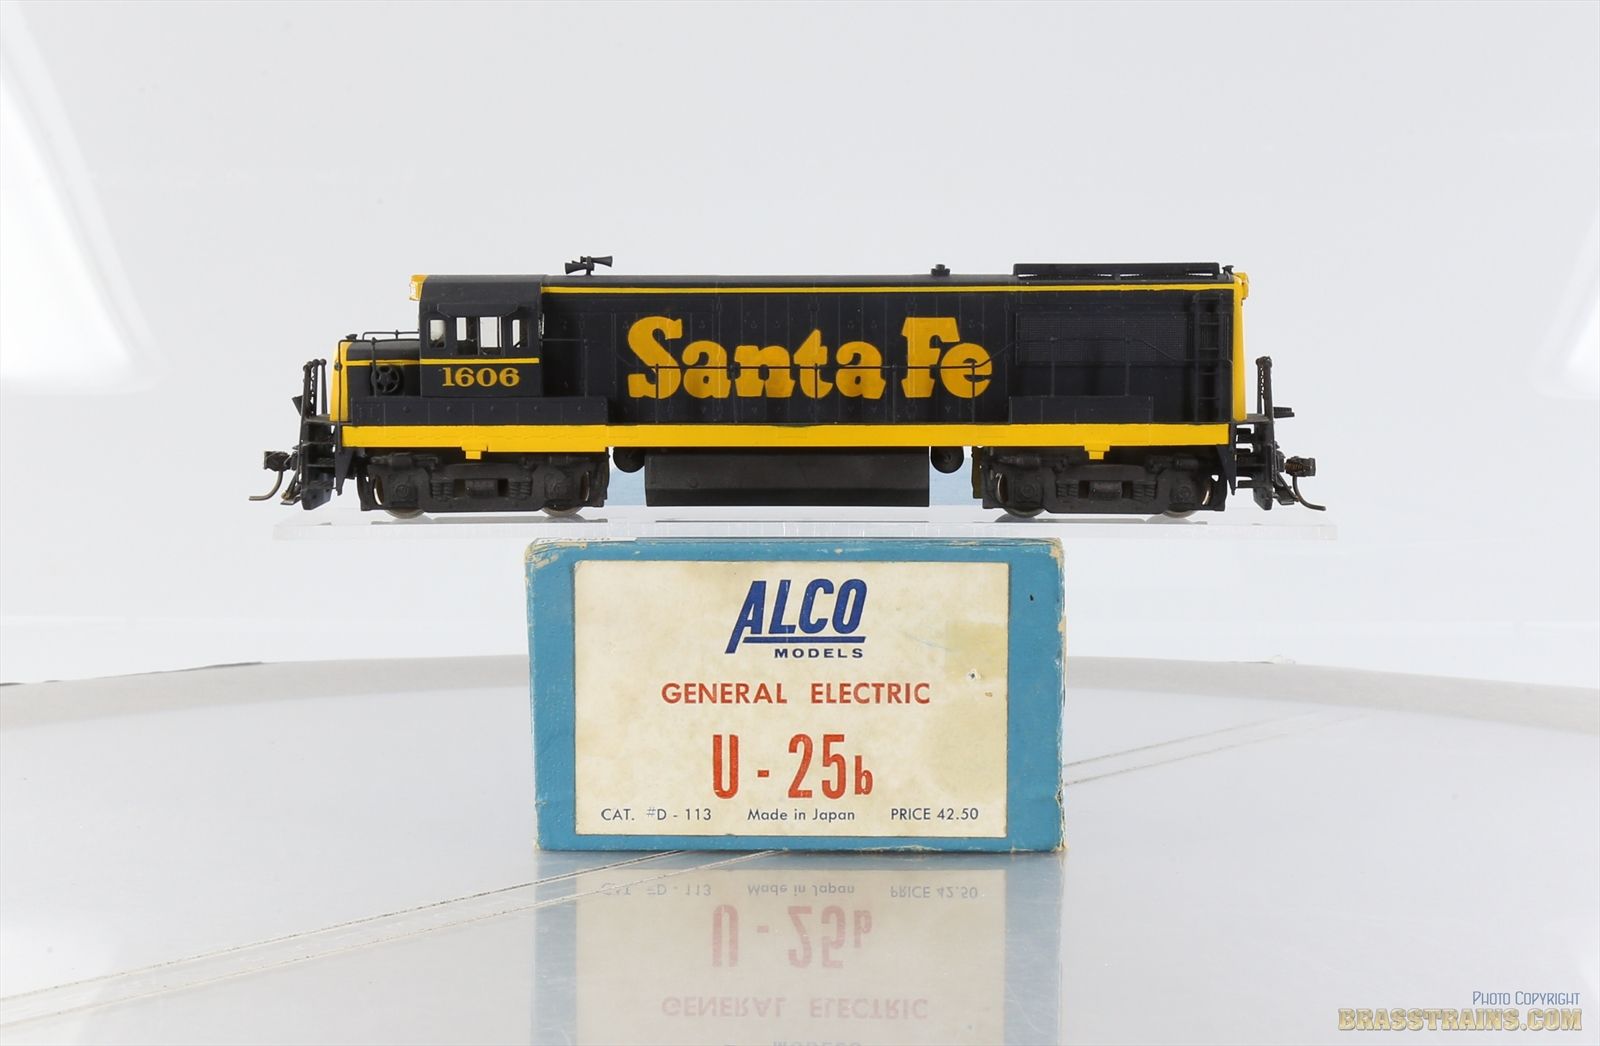 Santa Fe
1606
ALCO
MODELS
GENERAL ELECTRIC
U - 25b
CAT. #D - 113 Made in Japan PRICE 42.50
PHOTO COPYRIGHT
BRASSTRAINS.COM